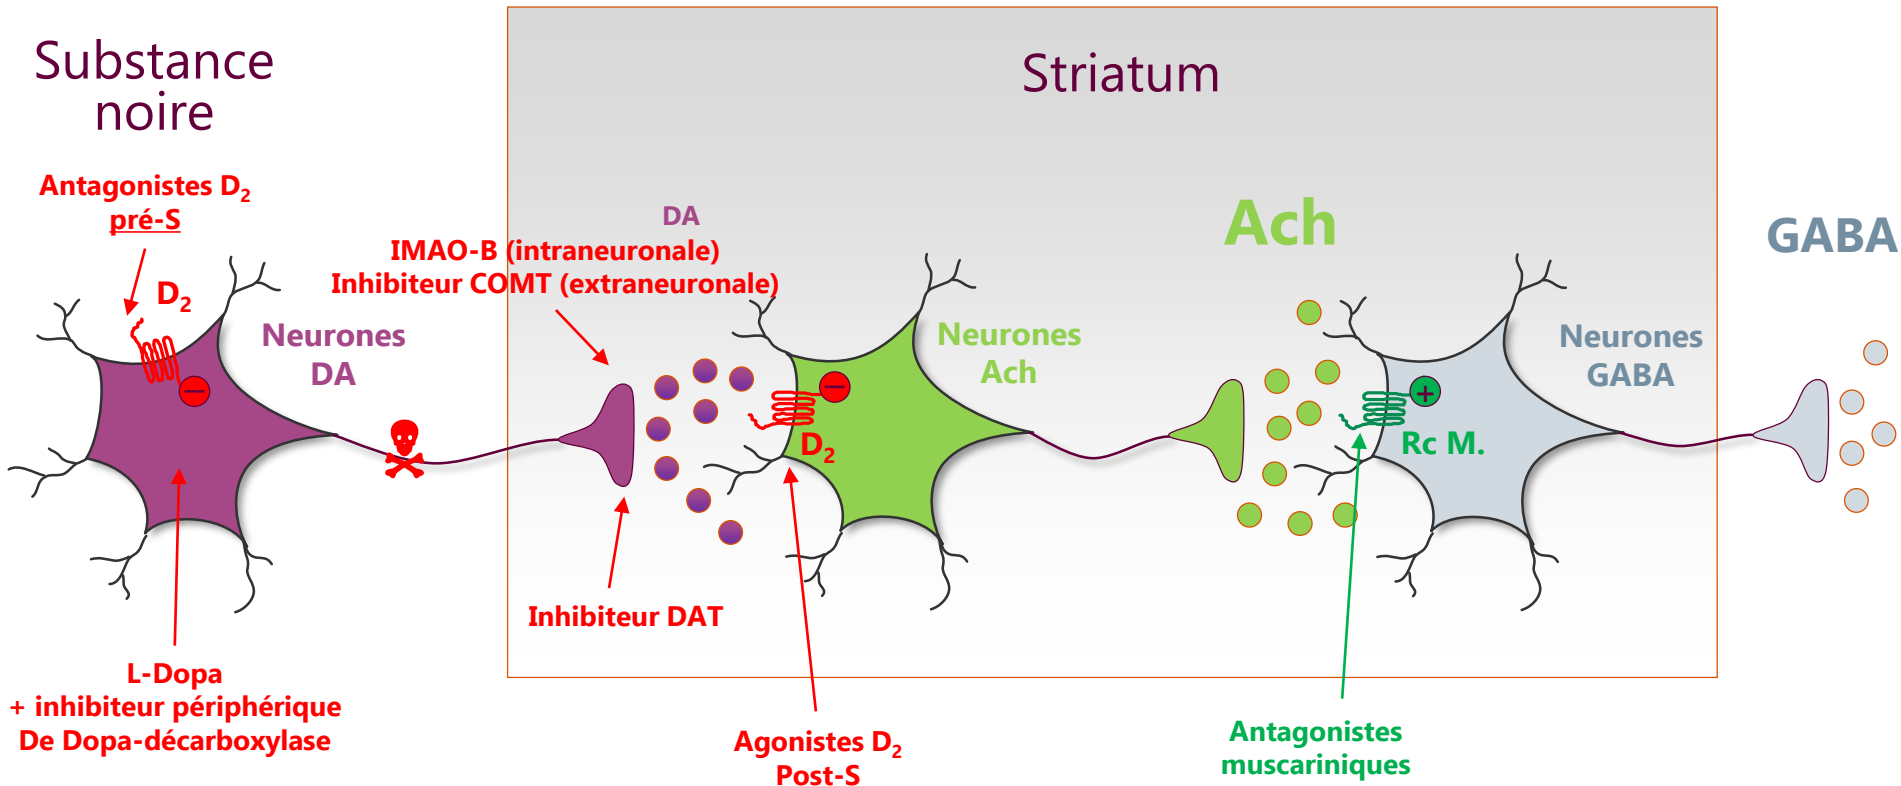 Substance
noire
Striatum
Antagonistes D₂
pré-S
D₂
Neurones
DA
DA
IMAO-B (intraneuronale)
Inhibiteur COMT (extraneuronale)
Neurones
Ach
D₂
Ach
Neurones
GABA
+
Rc M.
GABA
Inhibiteur DAT
L-Dopa
+ inhibiteur périphérique
De Dopa-décarboxylase
Agonistes D₂
Post-S
Antagonistes
muscariniques